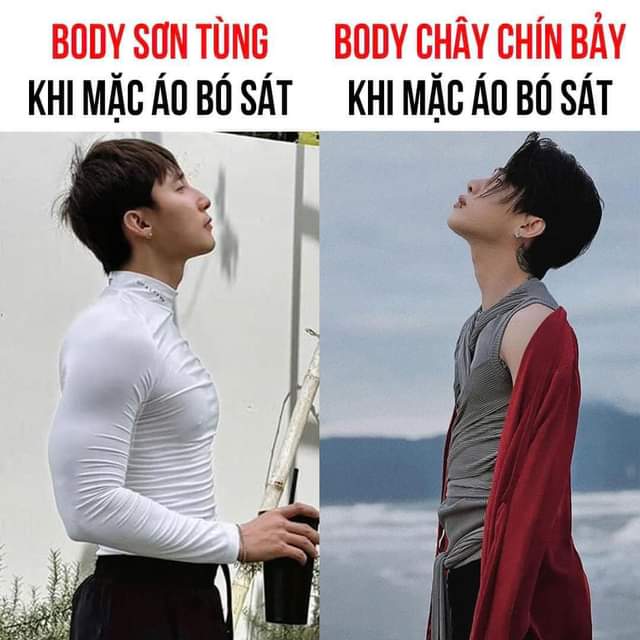 BODY SƠN TÙNG
KHI MẶC ÁO BÓ SÁT
BODY CHÂY CHÍN BẢY
KHI MẶC ÁO BÓ SÁT